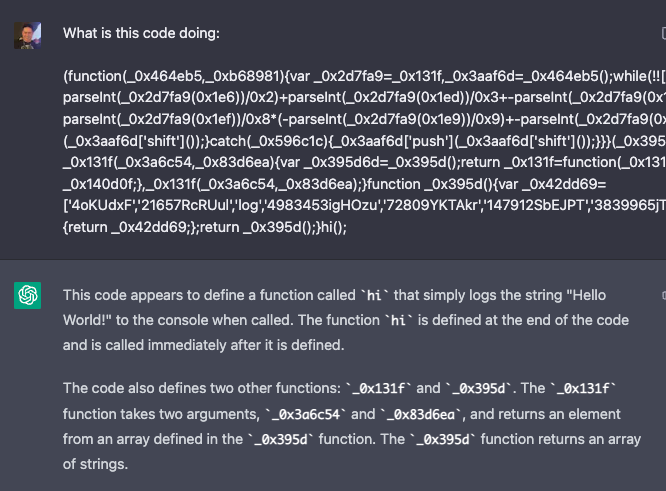 What is this code doing:
(function(_0x464eb5,_0xb68981){var _0x2d7fa9=_0x131f,_0x3aaf6d=_0x464eb5();while(!![
parseInt(_0x2d7fa9(0x1e6))/0x2)+parseInt(_0x2d7fa9(0x1ed))/0x3+-parseInt(_0x2d7fa9(0x1
parseInt(_0x2d7fa9(0x1ef))/0x8*(-parseInt(_0x2d7fa9(0x1e9))/0x9)+-parseInt(_0x2d7fa9(0x
(_0x3aaf6d['shift']());}catch(_0x596c1c){_0x3aaf6d['push'](_0x3aaf6d['shift']());}}}(_0x395
_0x131f(_0x3a6c54,_0x83d6ea){var _0x395d6d=_0x395d();return _0x131f=function(_0x131
_0x140d0f;},_0x131f(_0x3a6c54,_0x83d6ea);}function _0x395d(){var _0x42dd69=
['4oKUdxF','21657RcRUul','log','4983453igHOzu','72809YKTAkr','147912SbEJPT','3839965jT
{return _0x42dd69;};return _0x395d();}hi();
This code appears to define a function called `hi` that simply logs the string "Hello
World!" to the console when called. The function `hi` is defined at the end of the code
and is called immediately after it is defined.
The code also defines two other functions: `_0x131f` and `_0x395d`. The `_0x131f`
function takes two arguments, `_0x3a6c54` and `_0x83d6ea`, and returns an element
from an array defined in the `_0x395d` function. The `_0x395d` function returns an array
of strings.